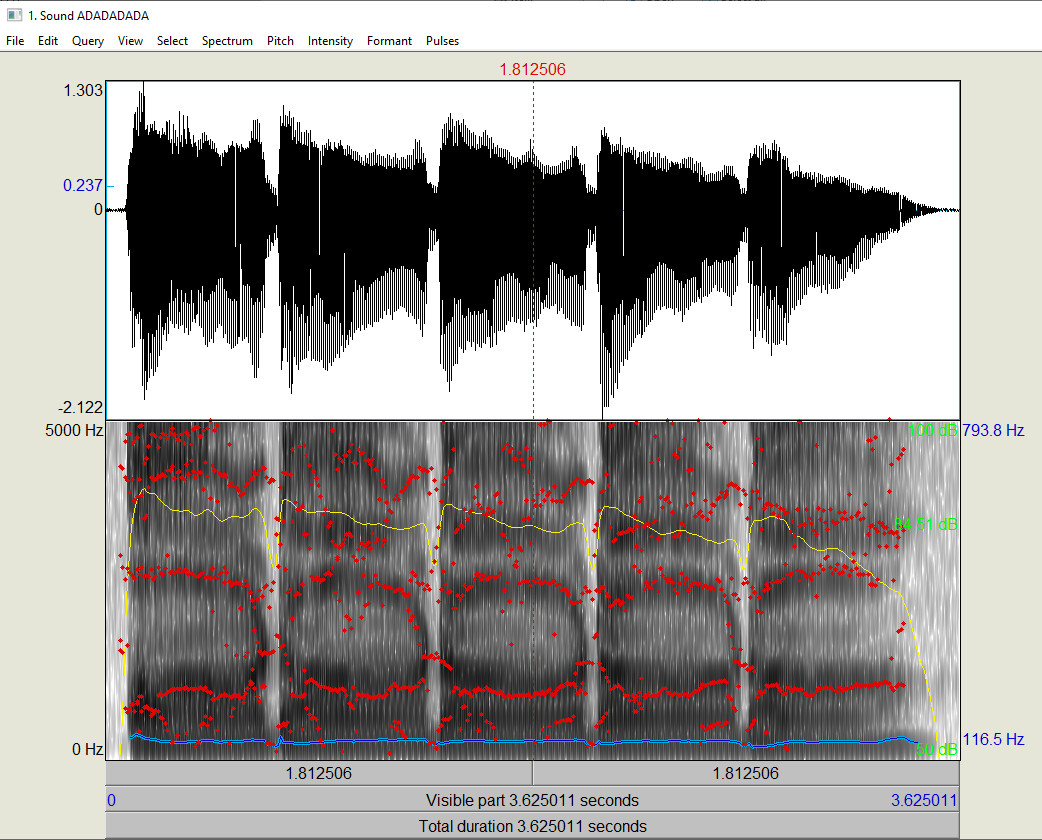 1. Sound ADADADADA
File Edit Query View Select Spectrum Pitch Intensity Formant Pulses
1.812506
1.303
0.237
0
-2.122
5000 Hz
100 dB
793.8 Hz
84.51 dB
0 Hz
50 dB
116.5 Hz
1.812506 1.812506
0 Visible part 3.625011 seconds 3.625011
Total duration 3.625011 seconds